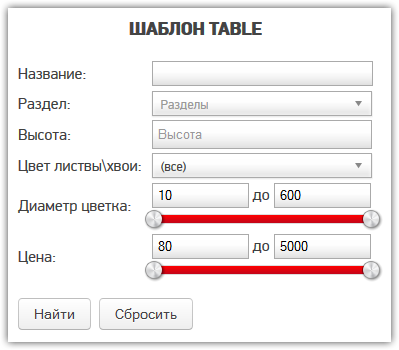 ШАБЛОН TABLE
Название:
Раздел: Разделы
Высота: Высота
Цвет листвы\хвои: (все)
Диаметр цветка: 10 до 600
Цена: 80 до 5000
Найти Сбросить